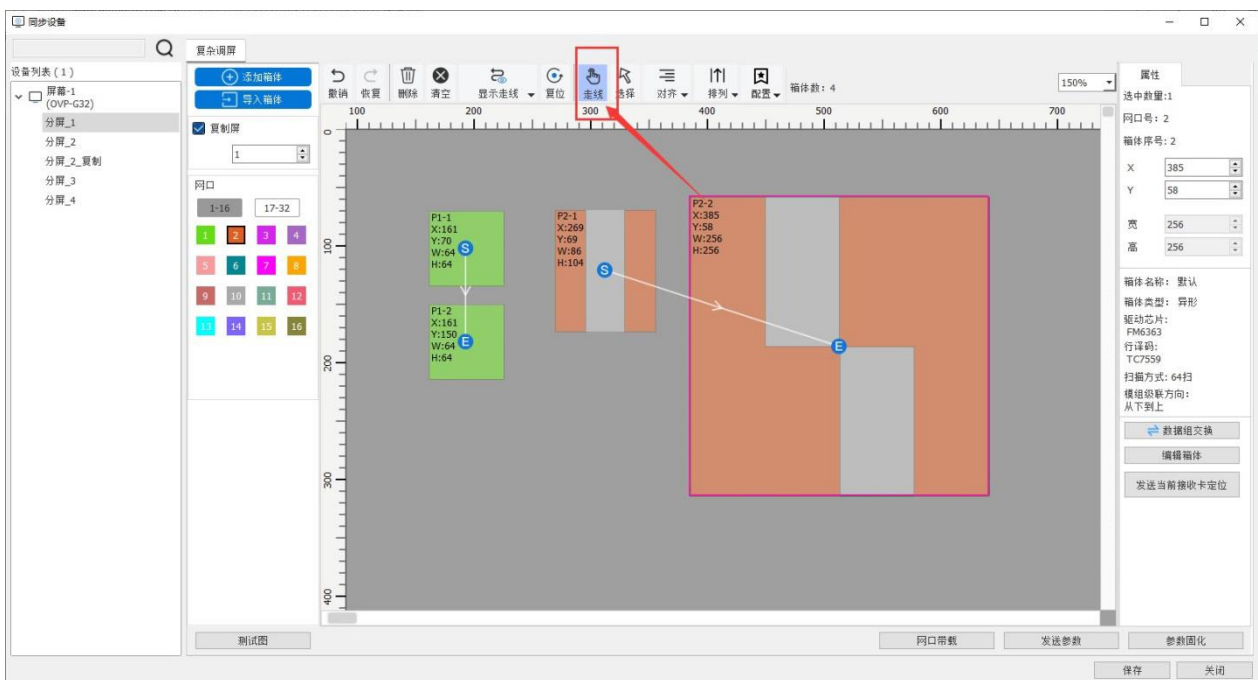 同步设备
复杂调屏
设备列表(1)
屏幕-1
(OVP-G32)
分屏_1
分屏_2
分屏_2_复制
分屏_3
分屏_4
添加箱体
导入箱体
复制屏
1
网口
1-16 17-32
1 2 3 4
5 6 7 8
9 10 11 12
13 14 15 16
撤销 恢复 删除 清空 显示走线 复位 走线 选择 对齐 排列 配置 箱体数: 4 150%
100 200 300 400 500 600 700
0
100
200
300
400
P1-1
X:161
Y:70
W:64
H:64
S
P1-2
X:161
Y:150
W:64
H:64
E
P2-1
X:269
Y:69
W:86
H:104
S
P2-2
X:385
Y:58
W:256
H:256
E
属性
选中数量:1
网口号: 2
箱体序号: 2
X 385
Y 58
宽 256
高 256
箱体名称: 默认
箱体类型: 异形
驱动芯片:
FM6363
行译码:
TC7559
扫描方式: 64扫
模组级联方向:
从下到上
数据组交换
编辑箱体
发送当前接收卡定位
测试图 网口带载 发送参数 参数固化
保存 关闭